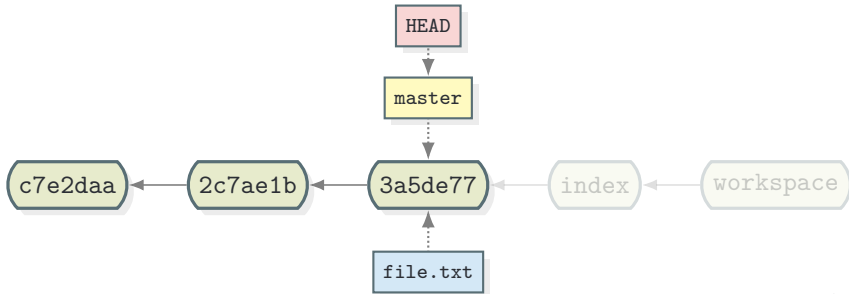 HEAD
master
c7e2daa
2c7ae1b
3a5de77
index
workspace
file.txt